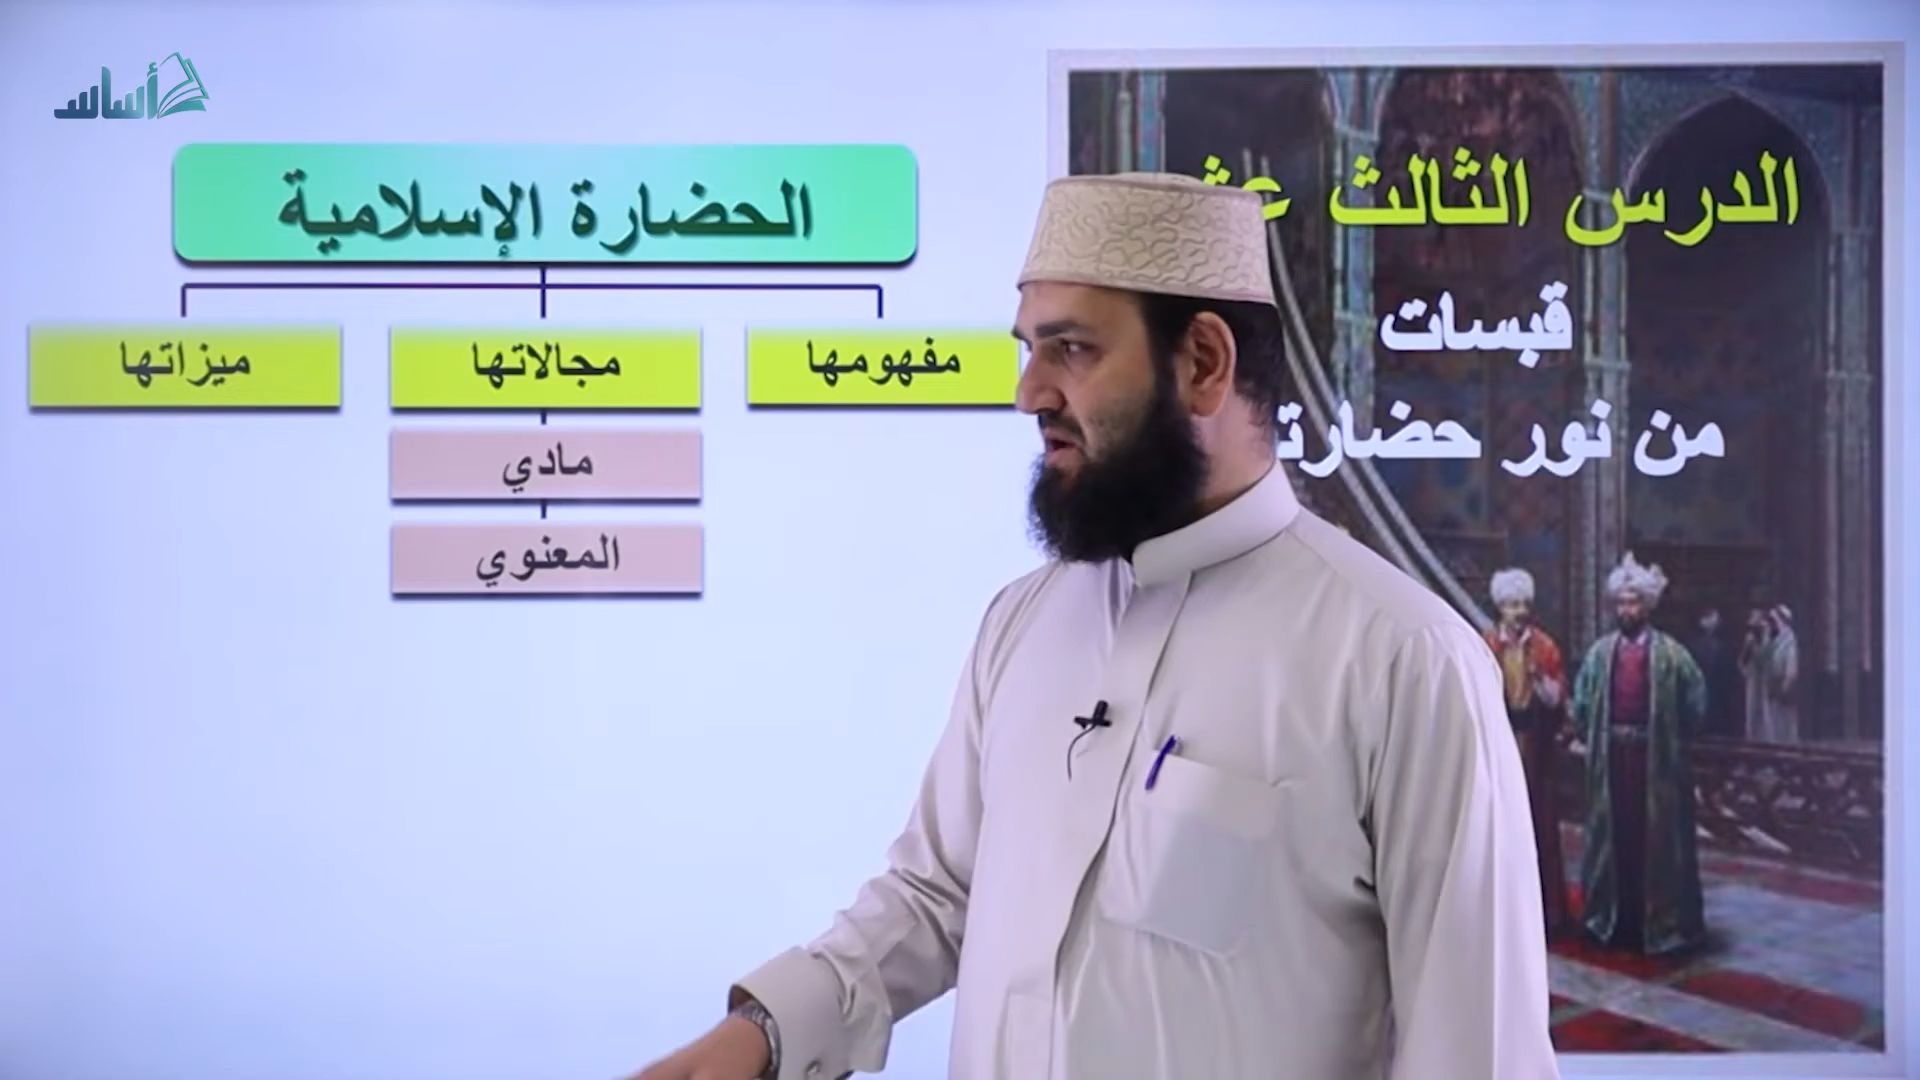 أساس
الدرس الثالث
قبسات
من نور
الحضارة الإسلامية
مفهومها
مجالاتها
ميزاتها
مادي
المعنوي